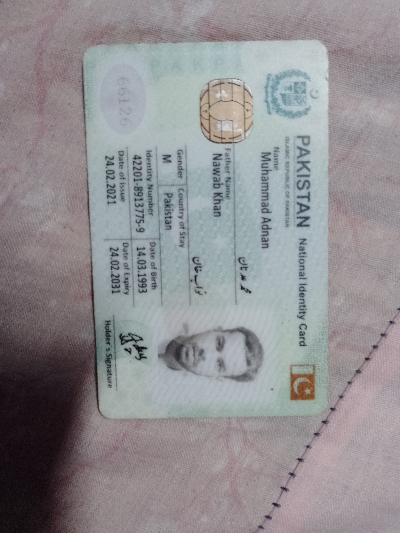 PAKISTAN National Identity Card
ISLAMIC REPUBLIC OF PAKISTAN
Name
Muhammad Adnan
محمد عدنان
Father Name
Nawab Khan
نواب خان
Gender
Country of Stay
M
Pakistan
Identity Number
Date of Birth
42201-8913775-9
14.03.1993
Date of Issue
Date of Expiry
24.02.2021
24.02.2031
Holder's Signature